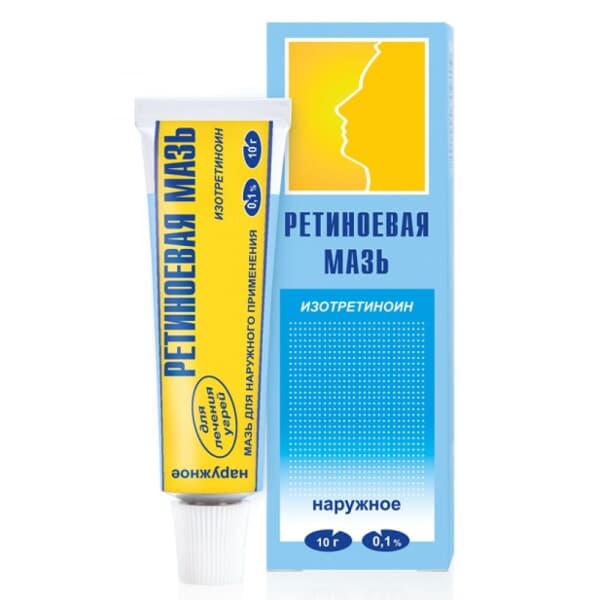 РЕТИНОЕВАЯ МАЗЬ
ИЗОТРЕТИНОИН
0,1%
10 г
МАЗЬ ДЛЯ НАРУЖНОГО ПРИМЕНЕНИЯ
для
лечения
угрей
наружное
РЕТИНОЕВАЯ
МАЗЬ
ИЗОТРЕТИНОИН
наружное
10 г
0,1%